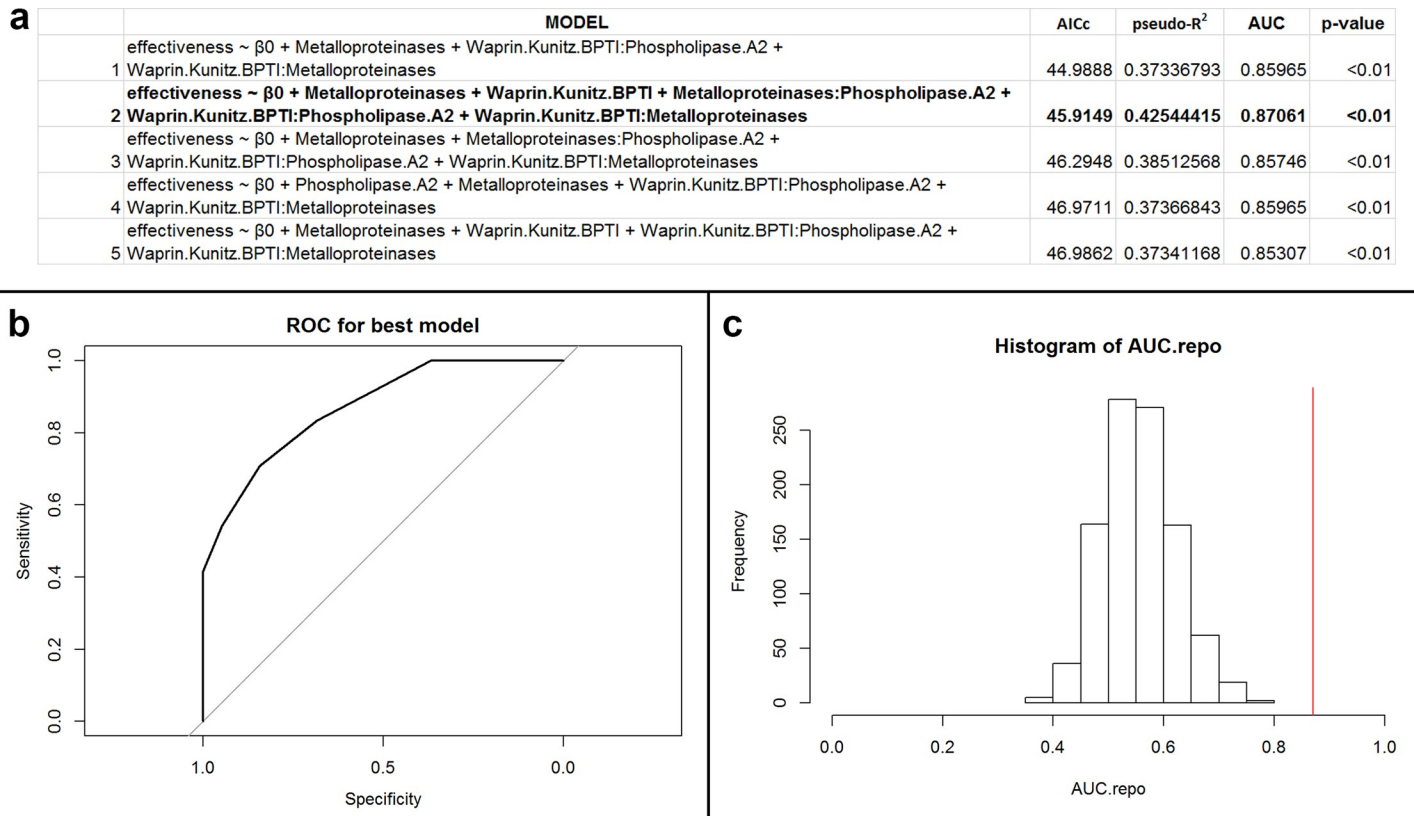 a
MODEL AICc pseudo-R² AUC p-value
effectiveness ~ β0 + Metalloproteinases + Waprin.Kunitz.BPTI:Phospholipase.A2 +
1 Waprin.Kunitz.BPTI:Metalloproteinases 44.9888 0.37336793 0.85965 <0.01
effectiveness ~ β0 + Metalloproteinases + Waprin.Kunitz.BPTI + Metalloproteinases:Phospholipase.A2 +
2 Waprin.Kunitz.BPTI:Phospholipase.A2 + Waprin.Kunitz.BPTI:Metalloproteinases 45.9149 0.42544415 0.87061 <0.01
effectiveness ~ β0 + Metalloproteinases + Metalloproteinases:Phospholipase.A2 +
3 Waprin.Kunitz.BPTI:Phospholipase.A2 + Waprin.Kunitz.BPTI:Metalloproteinases 46.2948 0.38512568 0.85746 <0.01
effectiveness ~ β0 + Phospholipase.A2 + Metalloproteinases + Waprin.Kunitz.BPTI:Phospholipase.A2 +
4 Waprin.Kunitz.BPTI:Metalloproteinases 46.9711 0.37366843 0.85965 <0.01
effectiveness ~ β0 + Metalloproteinases + Waprin.Kunitz.BPTI + Waprin.Kunitz.BPTI:Phospholipase.A2 +
5 Waprin.Kunitz.BPTI:Metalloproteinases 46.9862 0.37341168 0.85307 <0.01
b
ROC for best model
1.0
0.8
0.6
0.4
0.2
0.0
Sensitivity
1.0 0.5 0.0
Specificity
c
Histogram of AUC.repo
250
200
150
100
50
0
Frequency
0.0 0.2 0.4 0.6 0.8 1.0
AUC.repo